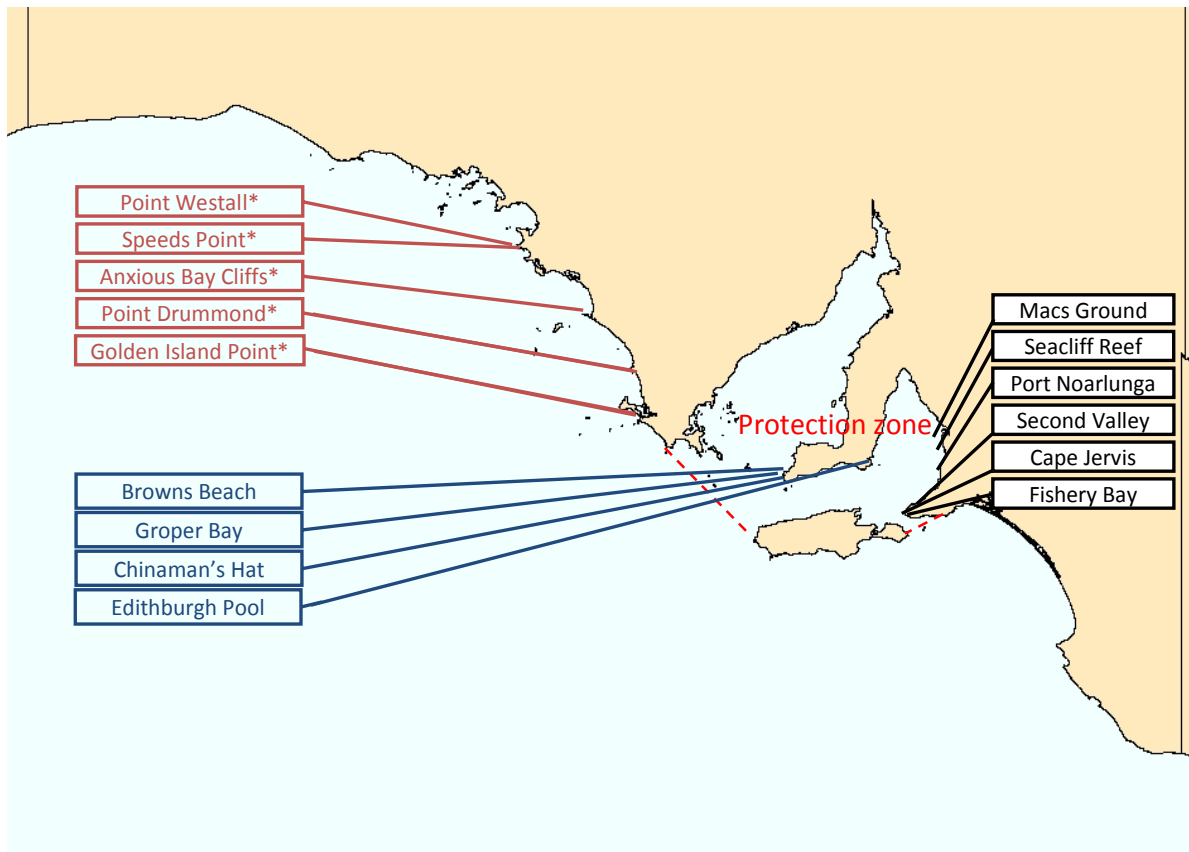 Point Westall*
Speeds Point*
Anxious Bay Cliffs*
Point Drummond*
Golden Island Point*
Browns Beach
Groper Bay
Chinaman’s Hat
Edithburgh Pool
Protection zone
Macs Ground
Seacliff Reef
Port Noarlunga
Second Valley
Cape Jervis
Fishery Bay